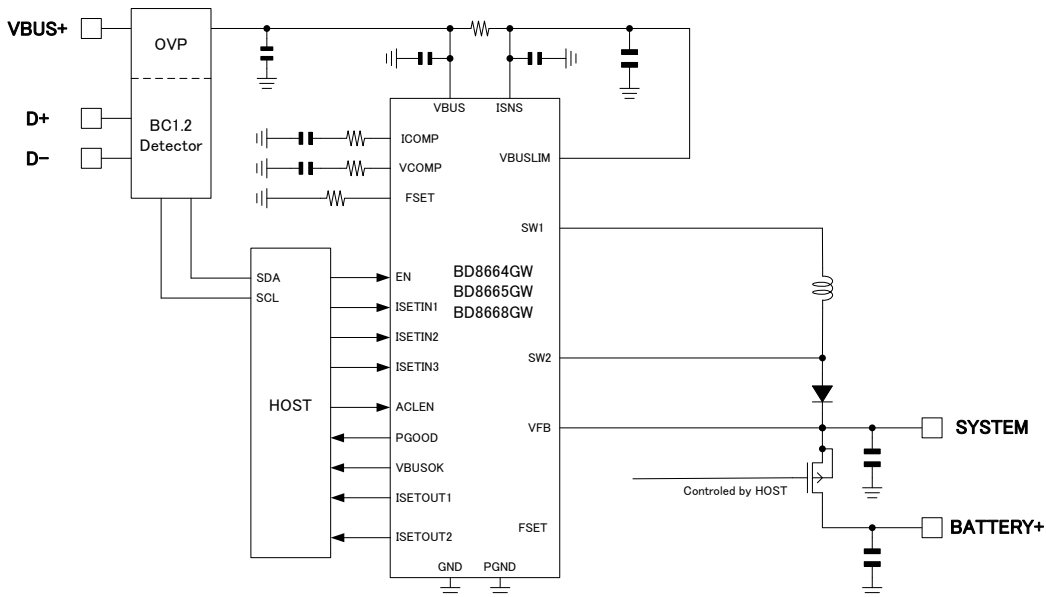 VBUS+
OVP
D+
D-
BC1.2
Detector
VBUS
ISNS
ICOMP
VCOMP
FSET
VBUSLIM
SW1
SDA
SCL
HOST
EN
ISETIN1
ISETIN2
ISETIN3
ACLEN
PGOOD
VBUSOK
ISETOUT1
ISETOUT2
BD8664GW
BD8665GW
BD8668GW
SW2
VFB
SYSTEM
Controled by HOST
FSET
BATTERY+
GND
PGND